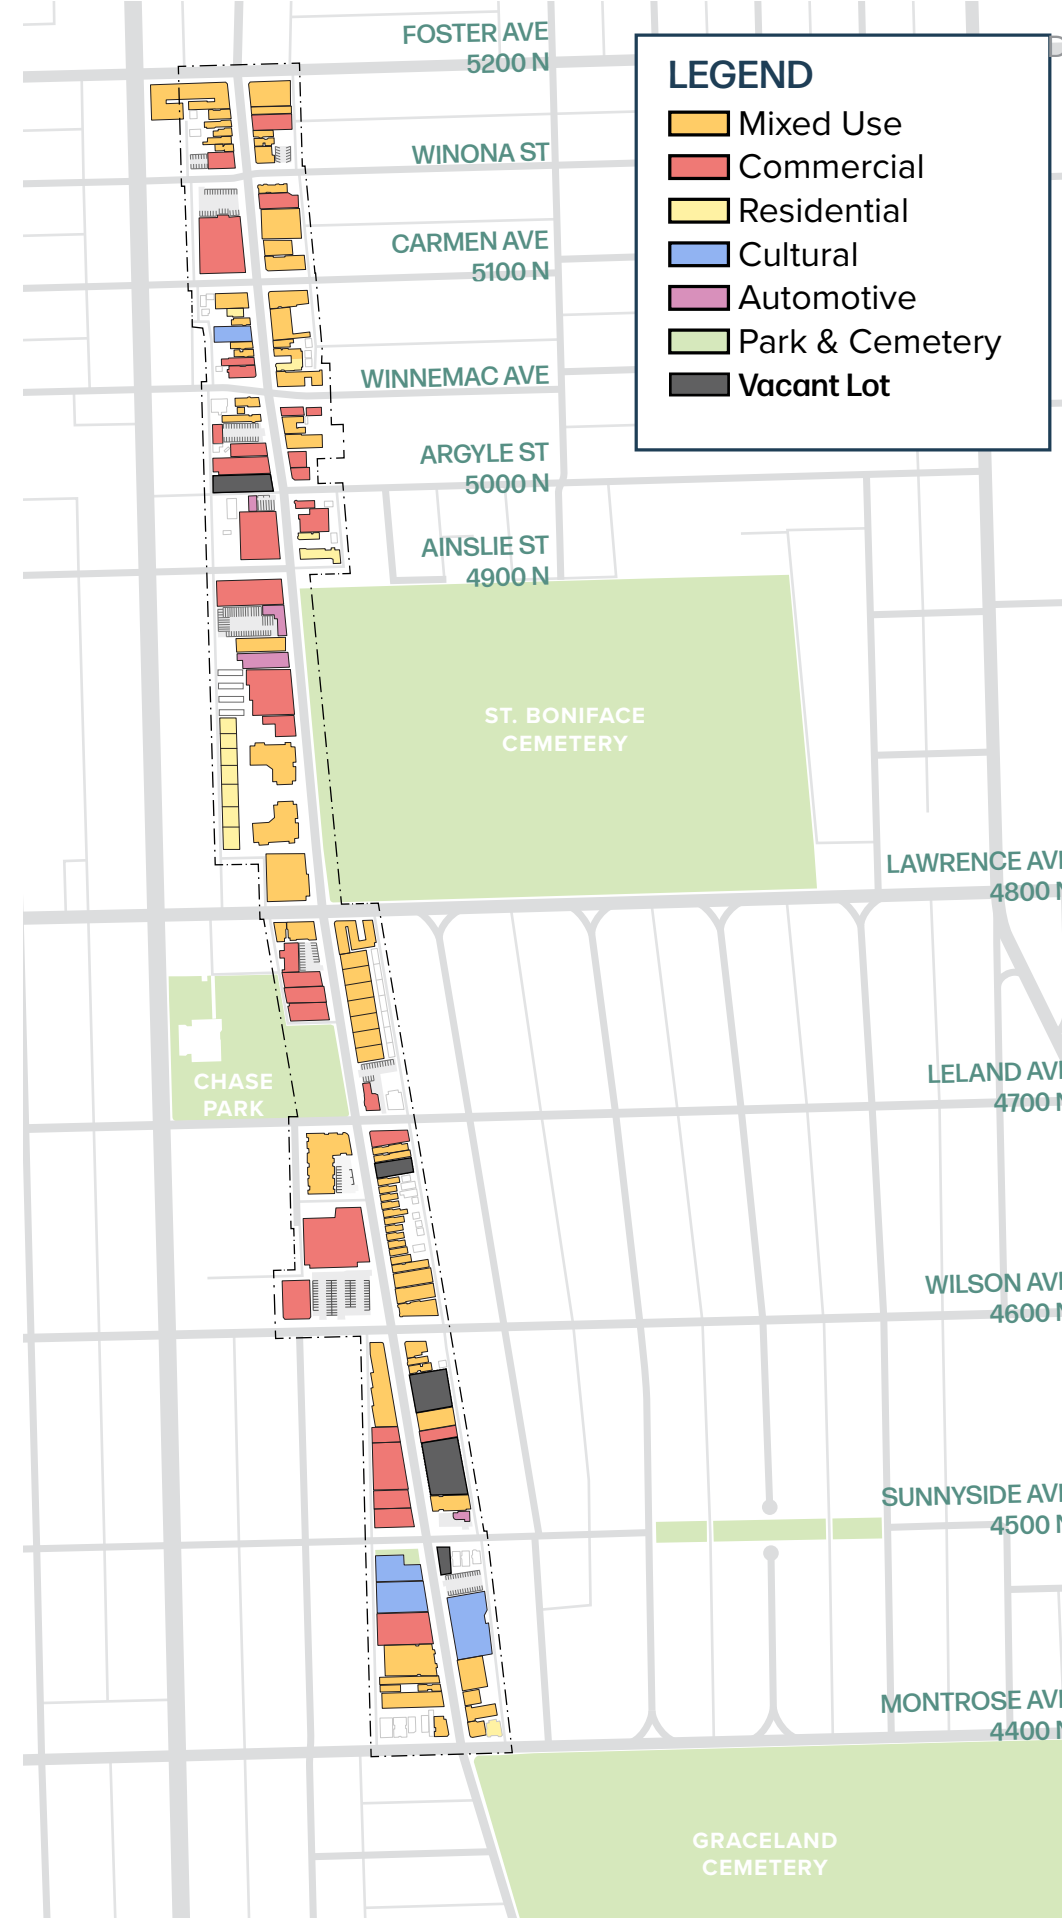 FOSTER AVE
5200 N
WINONA ST
CARMEN AVE
5100 N
WINNEMAC AVE
ARGYLE ST
5000 N
AINSLIE ST
4900 N
LEGEND
Mixed Use
Commercial
Residential
Cultural
Automotive
Park & Cemetery
Vacant Lot
ST. BONIFACE
CEMETERY
LAWRENCE AVE
4800 N
CHASE
PARK
LELAND AVE
4700 N
WILSON AVE
4600 N
SUNNYSIDE AVE
4500 N
MONTROSE AVE
4400 N
GRACELAND
CEMETERY